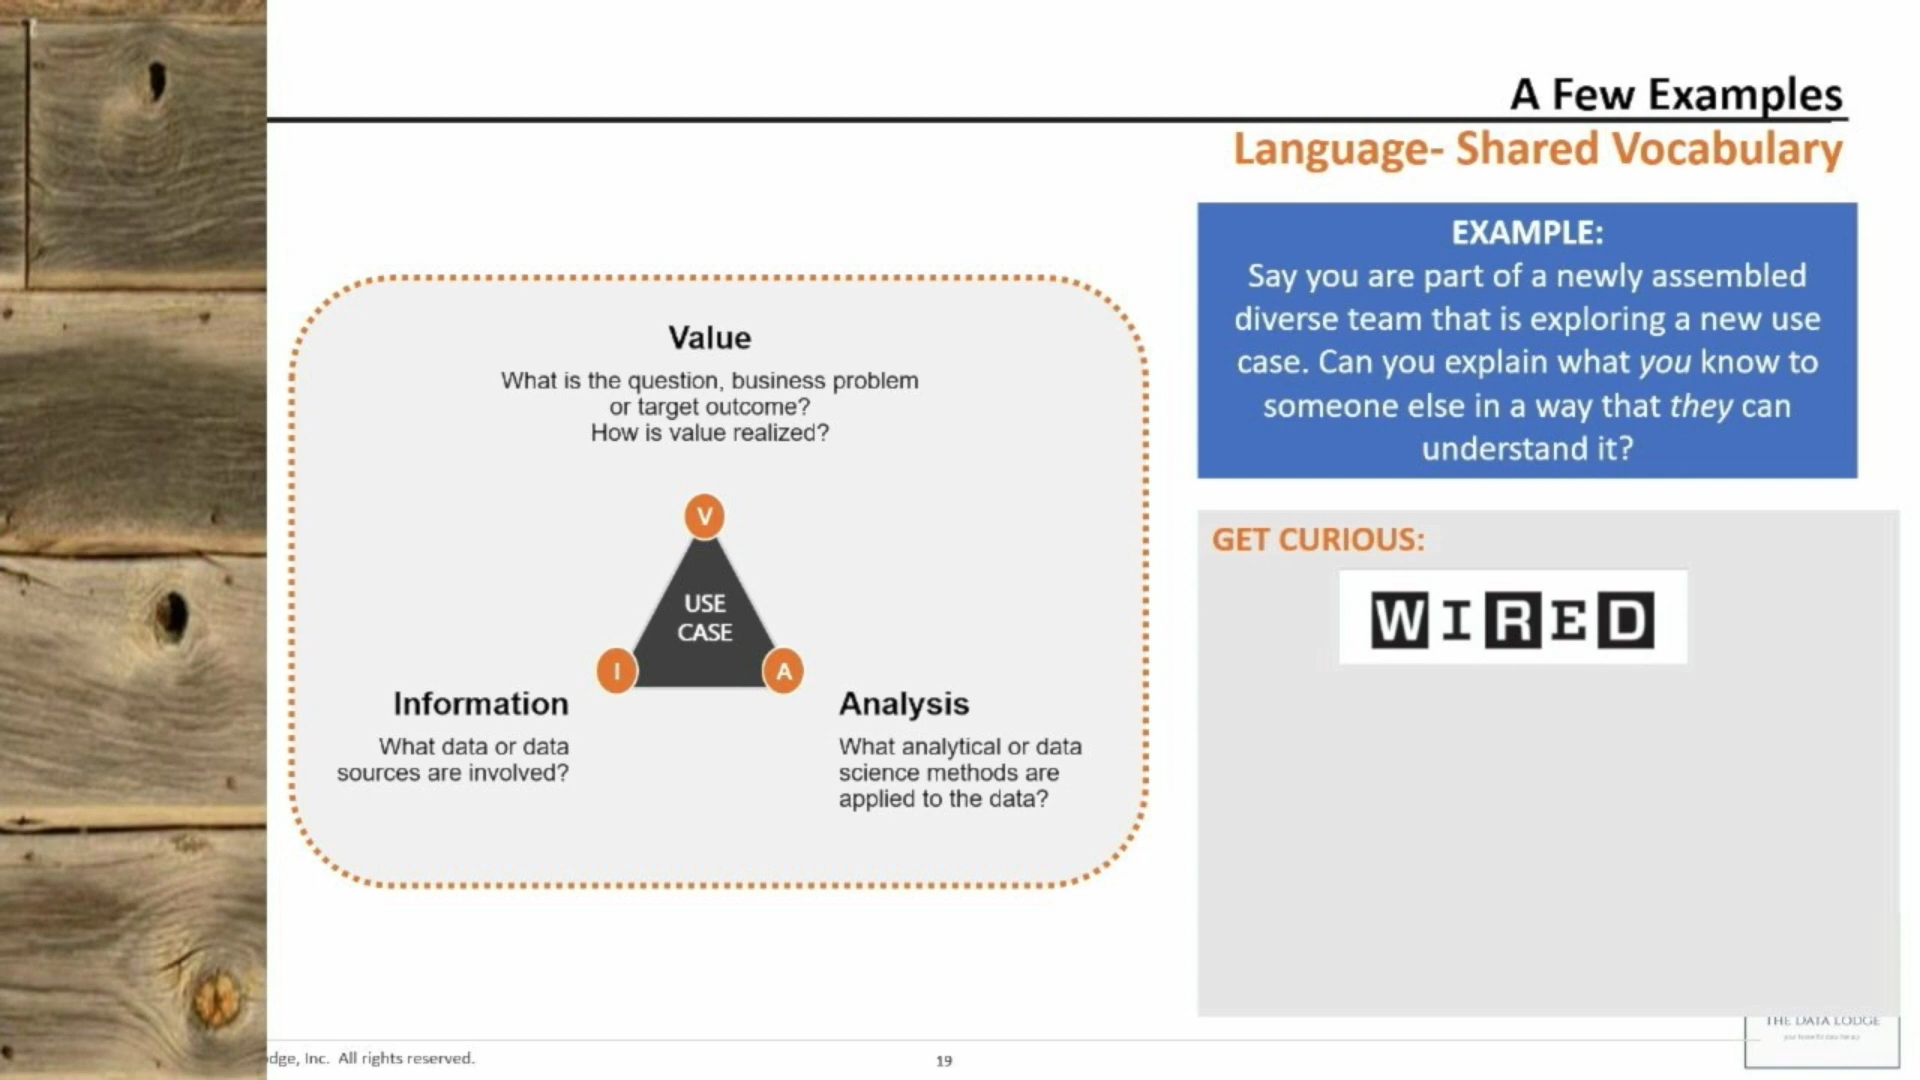 A Few Examples
Language- Shared Vocabulary
Value
What is the question, business problem
or target outcome?
How is value realized?
V
USE
CASE
I
A
Information
What data or data
sources are involved?
Analysis
What analytical or data
science methods are
applied to the data?
EXAMPLE:
Say you are part of a newly assembled
diverse team that is exploring a new use
case. Can you explain what you know to
someone else in a way that they can
understand it?
GET CURIOUS:
WIRED
dge, Inc. All rights reserved.
19
THE DATA LODGE